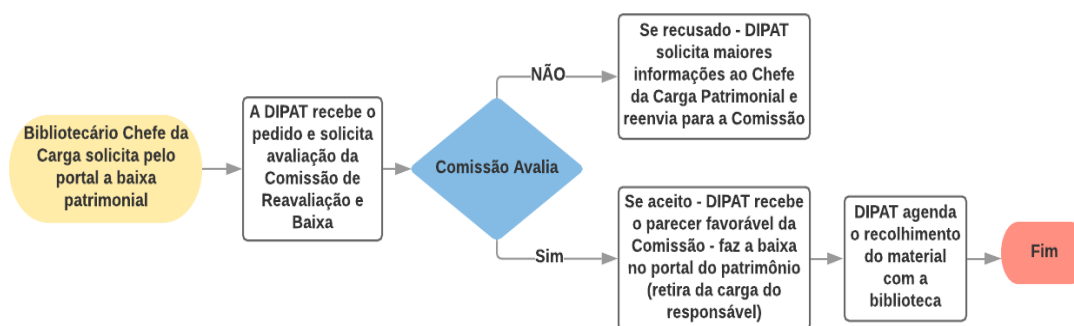 Bibliotecário Chefe da
Carga solicita pelo
portal a baixa
patrimonial
A DIPAT recebe o
pedido e solicita
avaliação da
Comissão de
Reavaliação e
Baixa
Comissão Avalia
NÃO
Se recusado - DIPAT
solicita maiores
informações ao Chefe
da Carga Patrimonial e
reenvia para a Comissão
Sim
Se aceito - DIPAT recebe
o parecer favorável da
Comissão - faz a baixa
no portal do patrimônio
(retira da carga do
responsável)
DIPAT agenda
o recolhimento
do material
com a
biblioteca
Fim